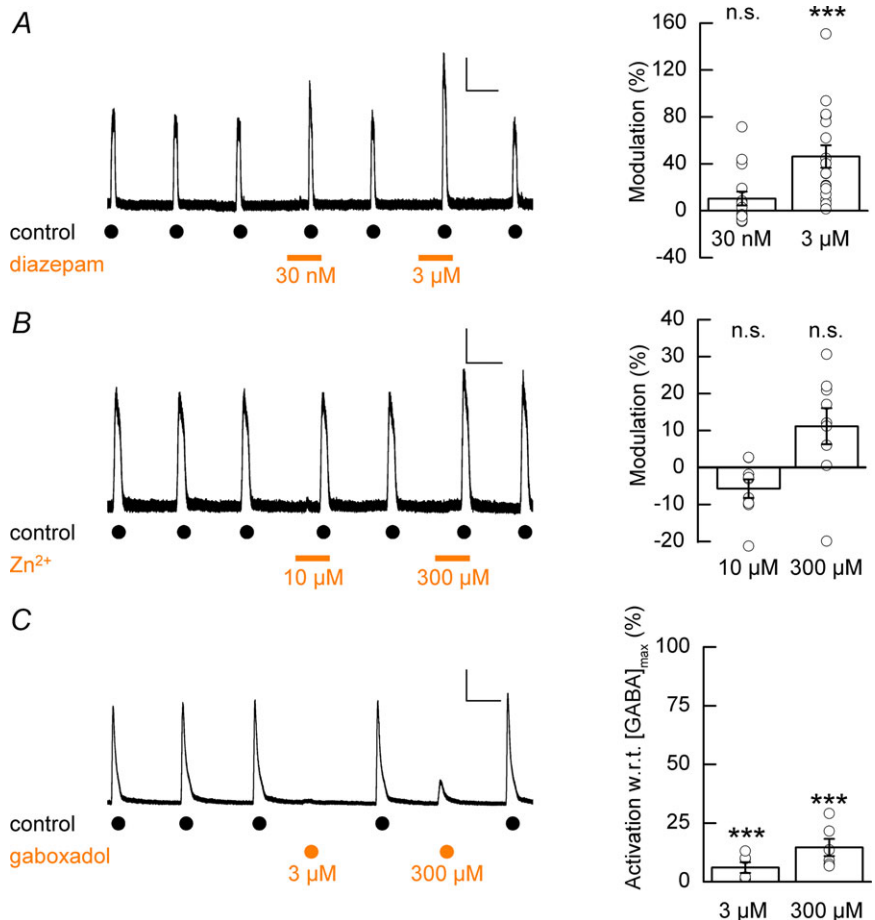 A
control
diazepam
30 nM
3 µM
Modulation (%)
160
120
80
40
0
-40
n.s.
***
30 nM
3 µM
B
control
Zn²⁺
10 µM
300 µM
Modulation (%)
40
30
20
10
0
-10
-20
n.s.
n.s.
10 µM
300 µM
C
control
gaboxadol
3 µM
300 µM
Activation w.r.t. [GABA]max (%)
100
75
50
25
0
***
***
3 µM
300 µM